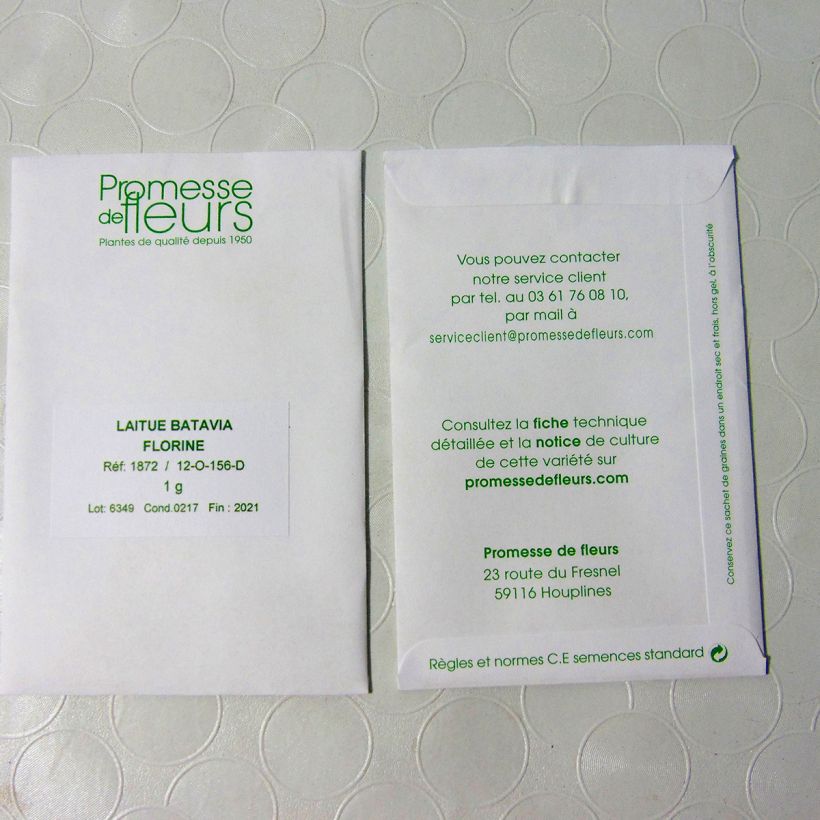 Promesse
de fleurs
Plantes de qualité depuis 1950
LAITUE BATAVIA
FLORINE
Réf: 1872 / 12-O-156-D
1 g
Lot: 6349 Cond.0217 Fin : 2021
Vous pouvez contacter
notre service client
par tel. au 03 61 76 08 10,
par mail à
serviceclient@promessedefleurs.com
Consultez la fiche technique
détaillée et la notice de culture
de cette variété sur
promessedefleurs.com
Promesse de fleurs
23 route du Fresnel
59116 Houplines
Règles et normes C.E semences standard
Conservez ce sachet de graines dans un endroit sec et frais, hors gel, à l'obscurité